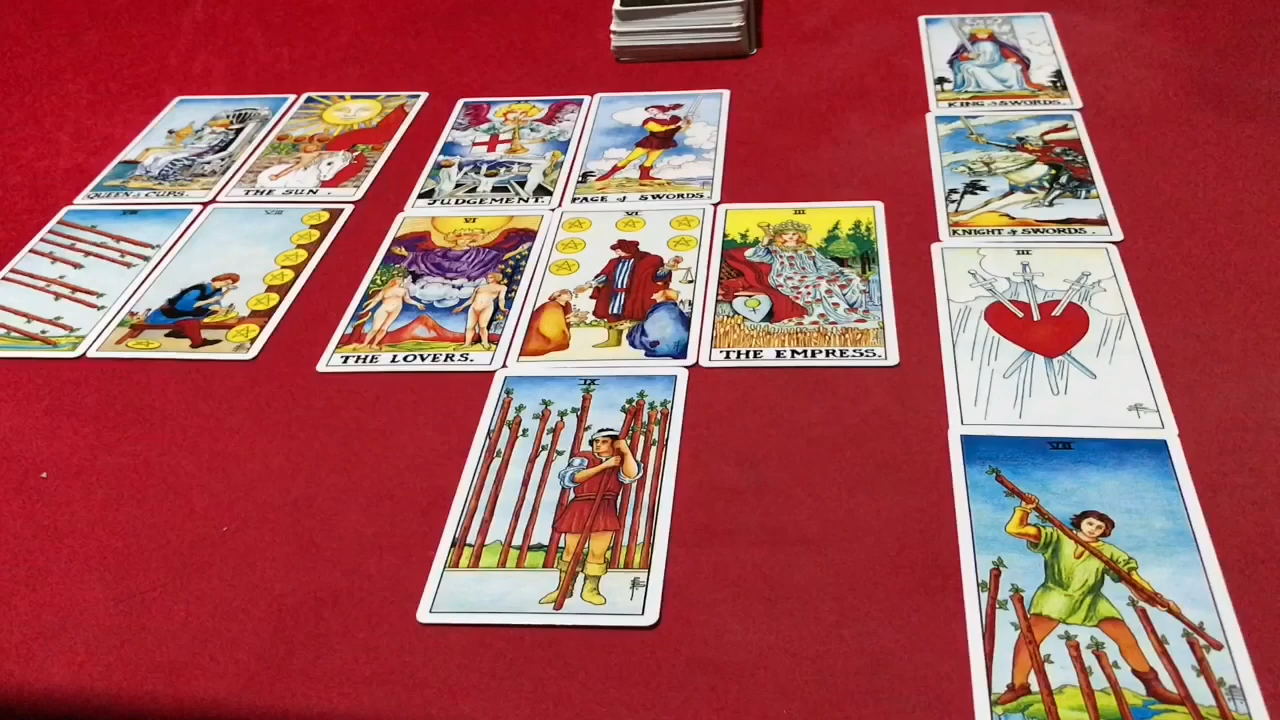 QUEEN of CUPS.
THE SUN.
JUDGEMENT.
PAGE of SWORDS.
KING of SWORDS.
KNIGHT of SWORDS.
VIII
VIII
VI
THE LOVERS.
VI
III
THE EMPRESS.
III
IX
VII